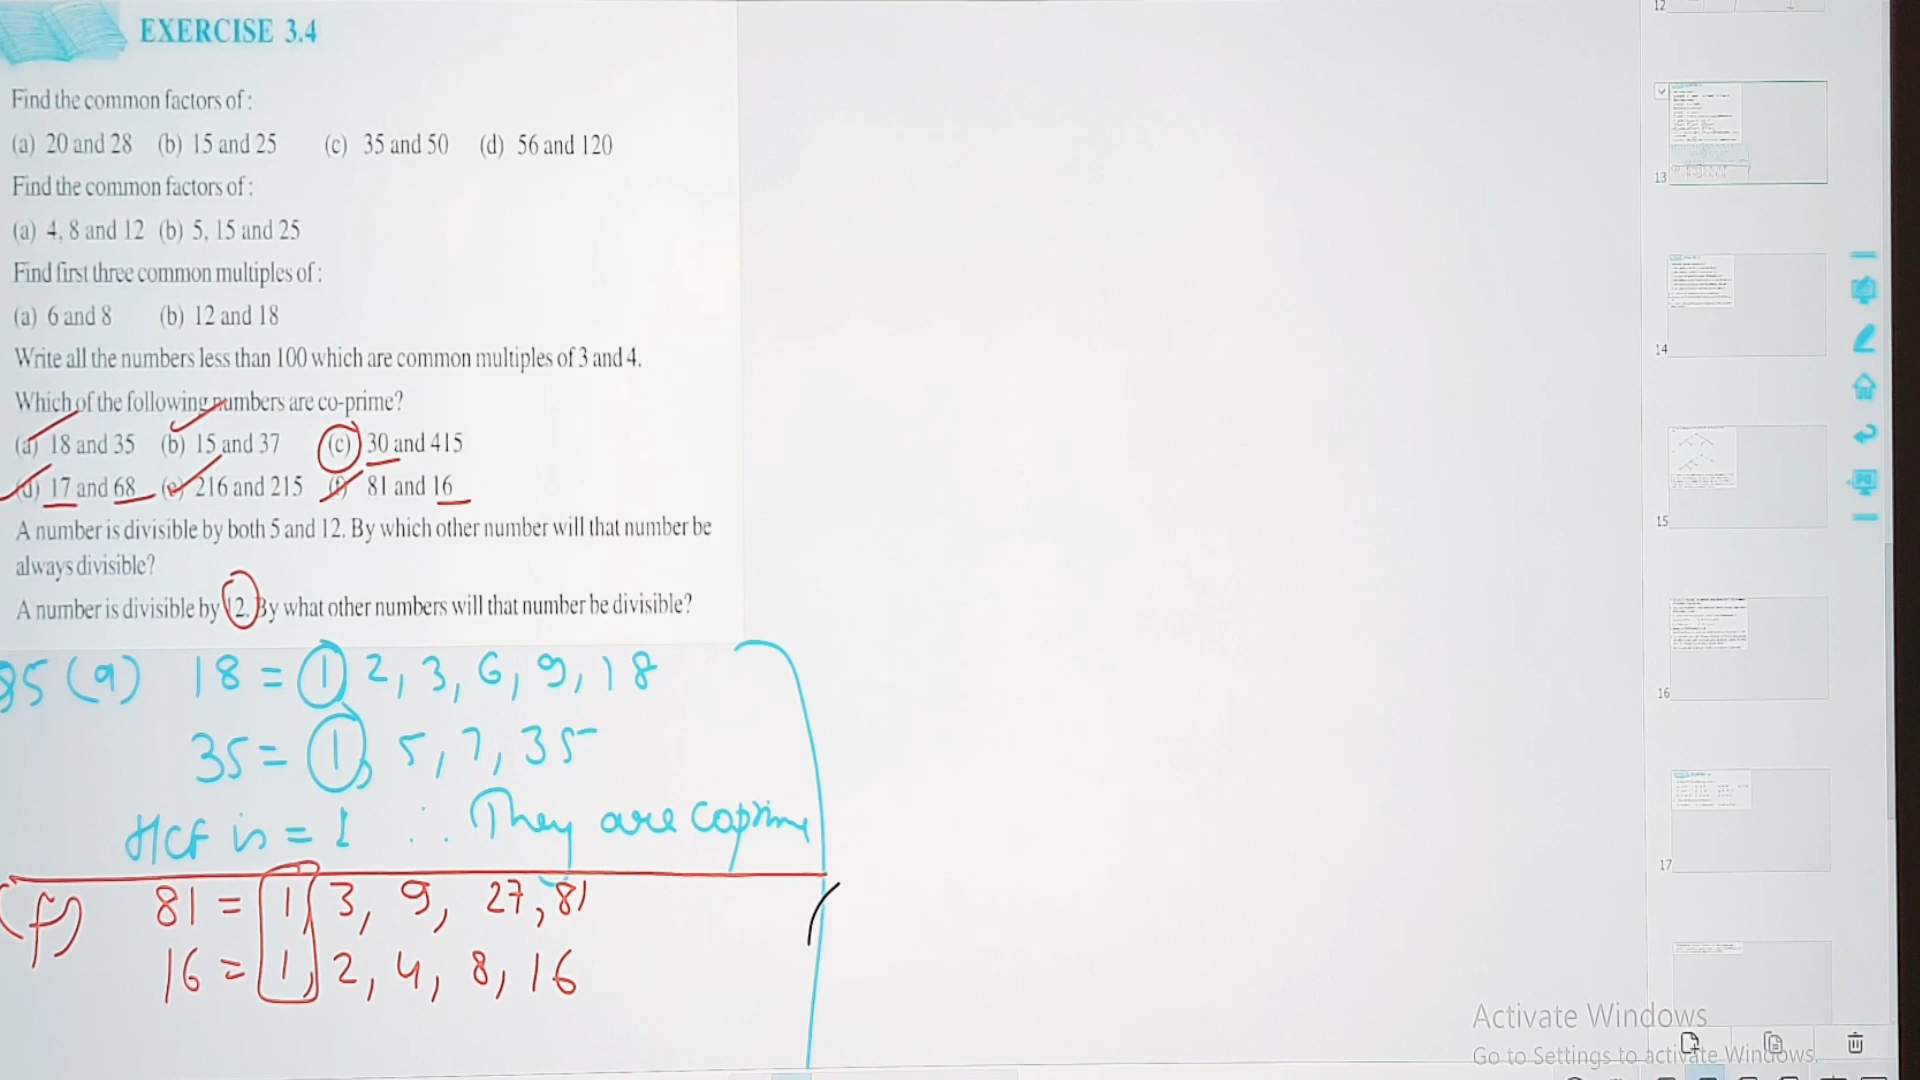 EXERCISE 3.4
Find the common factors of :
(a) 20 and 28 (b) 15 and 25 (c) 35 and 50 (d) 56 and 120
Find the common factors of :
(a) 4, 8 and 12 (b) 5, 15 and 25
Find first three common multiples of :
(a) 6 and 8 (b) 12 and 18
Write all the numbers less than 100 which are common multiples of 3 and 4.
Which of the following numbers are co-prime?
(a) 18 and 35 (b) 15 and 37 (c) 30 and 415
(d) 17 and 68 (e) 216 and 215 (f) 81 and 16
A number is divisible by both 5 and 12. By which other number will that number be
always divisible?
A number is divisible by 12. By what other numbers will that number be divisible?
(a) 18 = 1 2, 3, 6, 9, 18
35 = 1, 5, 7, 35
HCF is = 1 ∴ They are coprime
(f) 81 = 1, 3, 9, 27, 81
16 = 1, 2, 4, 8, 16
12
13
14
15
16
17
Activate Windows
Go to Settings to activate Windows.